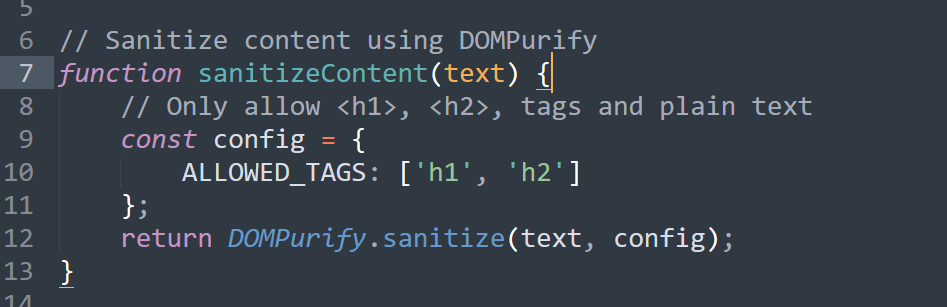 5
6 // Sanitize content using DOMPurify
7 function sanitizeContent(text) {
8     // Only allow <h1>, <h2>, tags and plain text
9     const config = {
10         ALLOWED_TAGS: ['h1', 'h2']
11     };
12     return DOMPurify.sanitize(text, config);
13 }
14